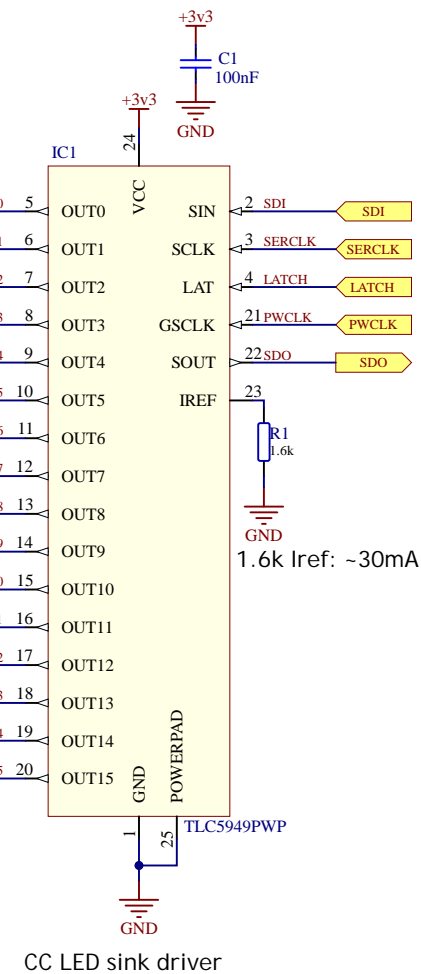 +3v3
C1
100nF
GND
+3v3
24
IC1
VCC
5 OUT0 SIN 2 SDI SDI
6 OUT1 SCLK 3 SERCLK SERCLK
7 OUT2 LAT 4 LATCH LATCH
8 OUT3 GSCLK 21 PWCLK PWCLK
9 OUT4 SOUT 22 SDO SDO
10 OUT5 IREF 23
11 OUT6 R1
1.6k
12 OUT7
13 OUT8
GND
14 OUT9
1.6k Iref: ~30mA
15 OUT10
16 OUT11
17 OUT12
18 OUT13
19 OUT14
20 OUT15
GND
POWERPAD
1
25
TLC5949PWP
GND
CC LED sink driver